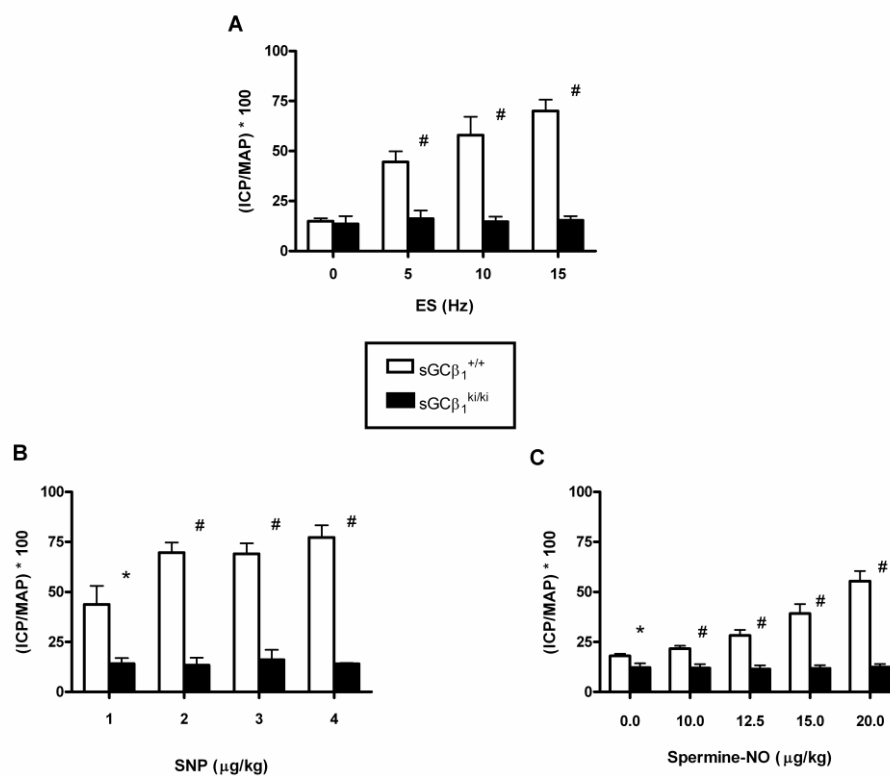 A
(ICP/MAP) * 100
100
75
50
25
0
#
#
#
0 5 10 15
ES (Hz)
sGCβ₁⁺/⁺
sGCβ₁ᵏⁱ/ᵏⁱ
B
(ICP/MAP) * 100
100
75
50
25
0
*
#
#
#
1 2 3 4
SNP (μg/kg)
C
(ICP/MAP) * 100
100
75
50
25
0
*
#
#
#
#
0.0 10.0 12.5 15.0 20.0
Spermine-NO (μg/kg)